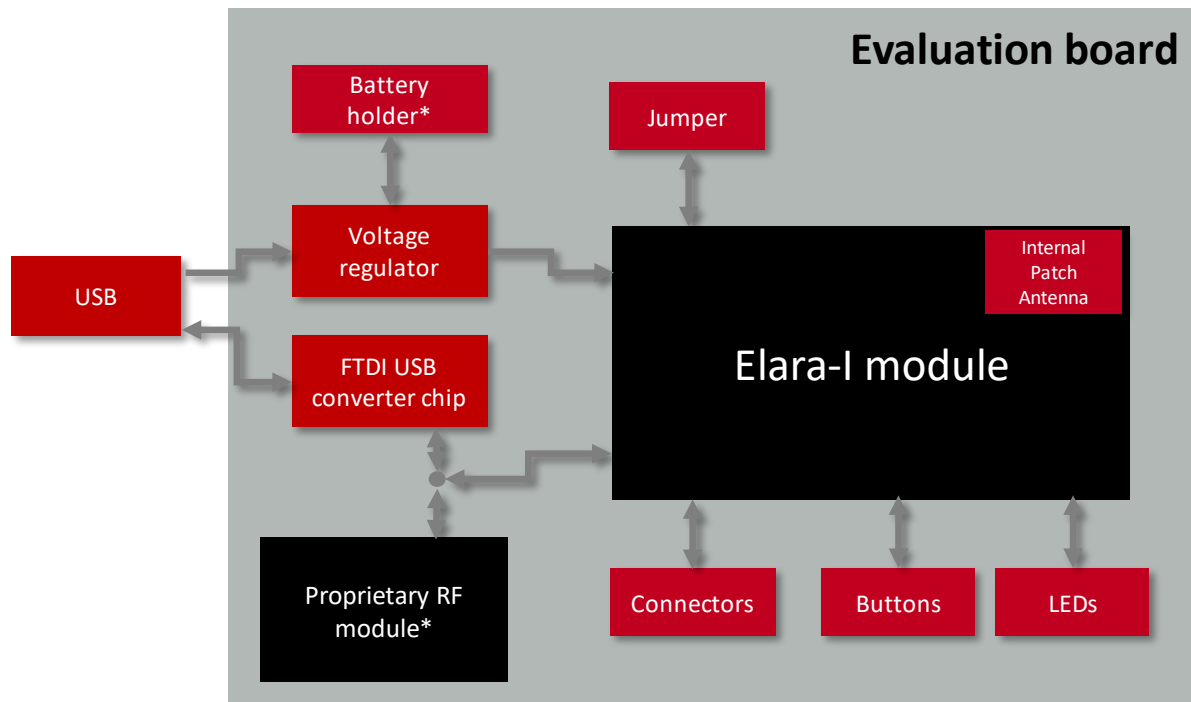 Evaluation board
Battery
holder*
Jumper
Voltage
regulator
Internal
Patch
Antenna
USB
FTDI USB
converter chip
Elara-I module
Proprietary RF
module*
Connectors
Buttons
LEDs